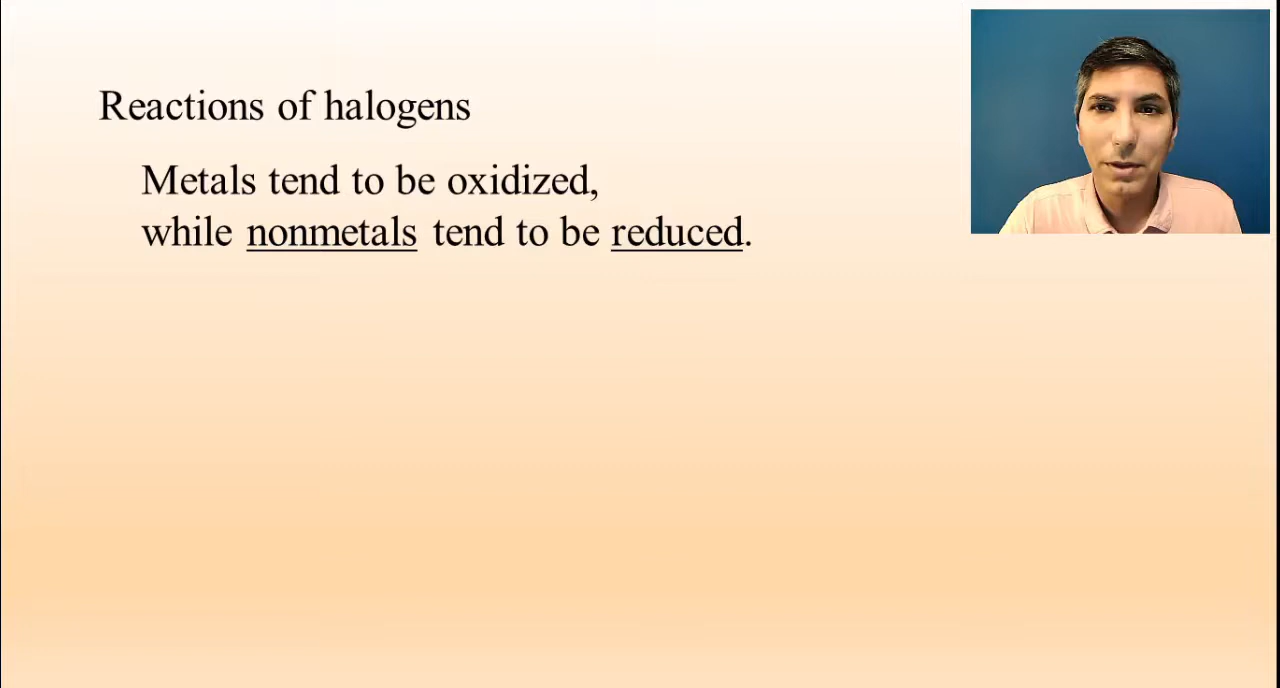 Reactions of halogens
Metals tend to be oxidized,
while nonmetals tend to be reduced.